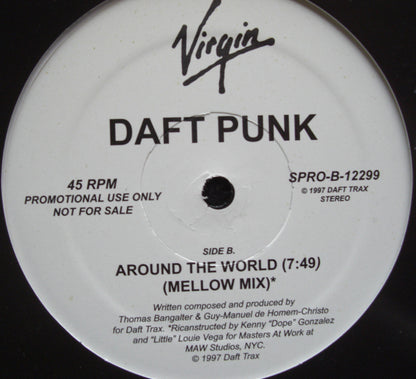 Virgin
DAFT PUNK
45 RPM
PROMOTIONAL USE ONLY
NOT FOR SALE
SPRO-B-12299
© 1997 DAFT TRAX
STEREO
SIDE B.
AROUND THE WORLD (7:49)
(MELLOW MIX)*
Written composed and produced by
Thomas Bangalter & Guy-Manuel de Homem-Christo
for Daft Trax. *Ricanstructed by Kenny "Dope" Gonzalez
and "Little" Louie Vega for Masters At Work at
MAW Studios, NYC.
© 1997 Daft Trax